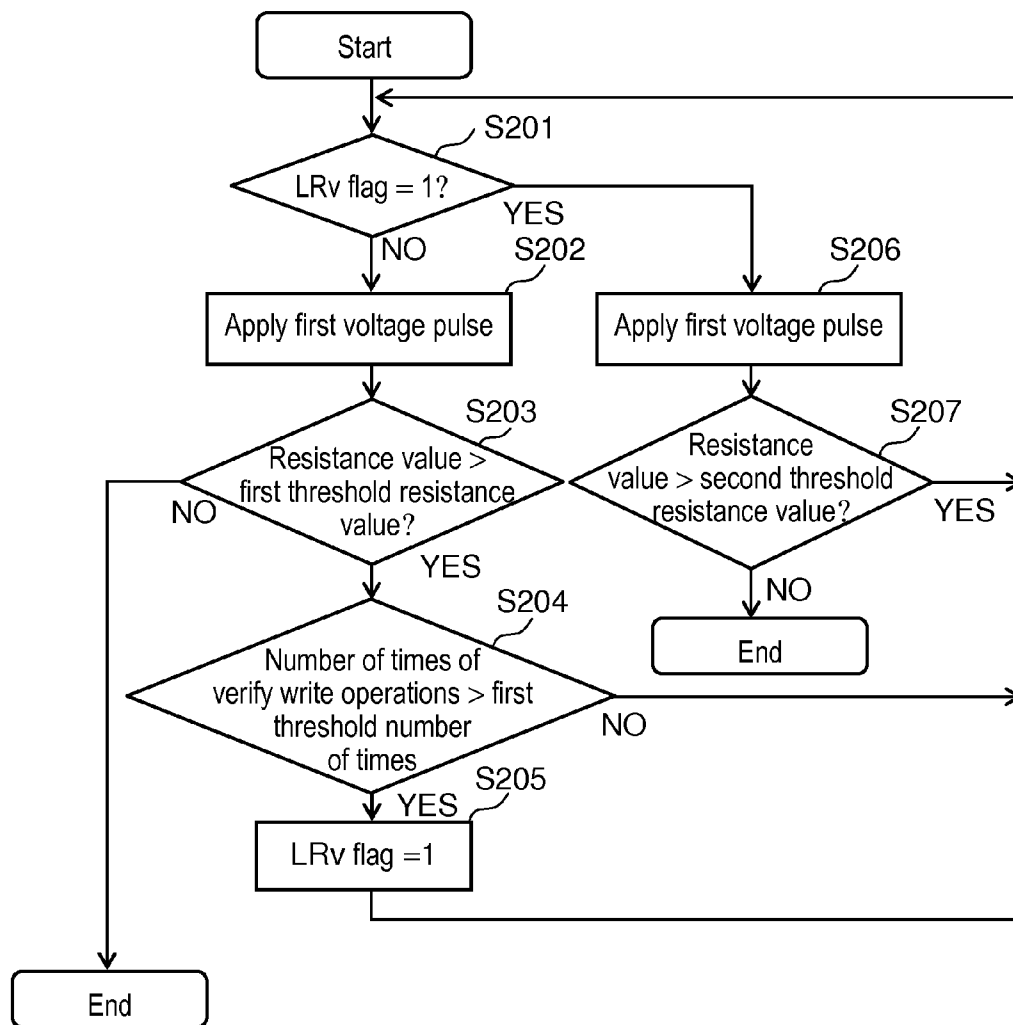 Start
S201
LRv flag = 1?
YES
NO
S202
S206
Apply first voltage pulse
Apply first voltage pulse
S203
S207
Resistance value >
first threshold resistance
value?
NO
YES
Resistance
value > second threshold
resistance value?
YES
NO
End
S204
Number of times of
verify write operations > first
threshold number
of times
NO
YES
S205
LRv flag =1
End